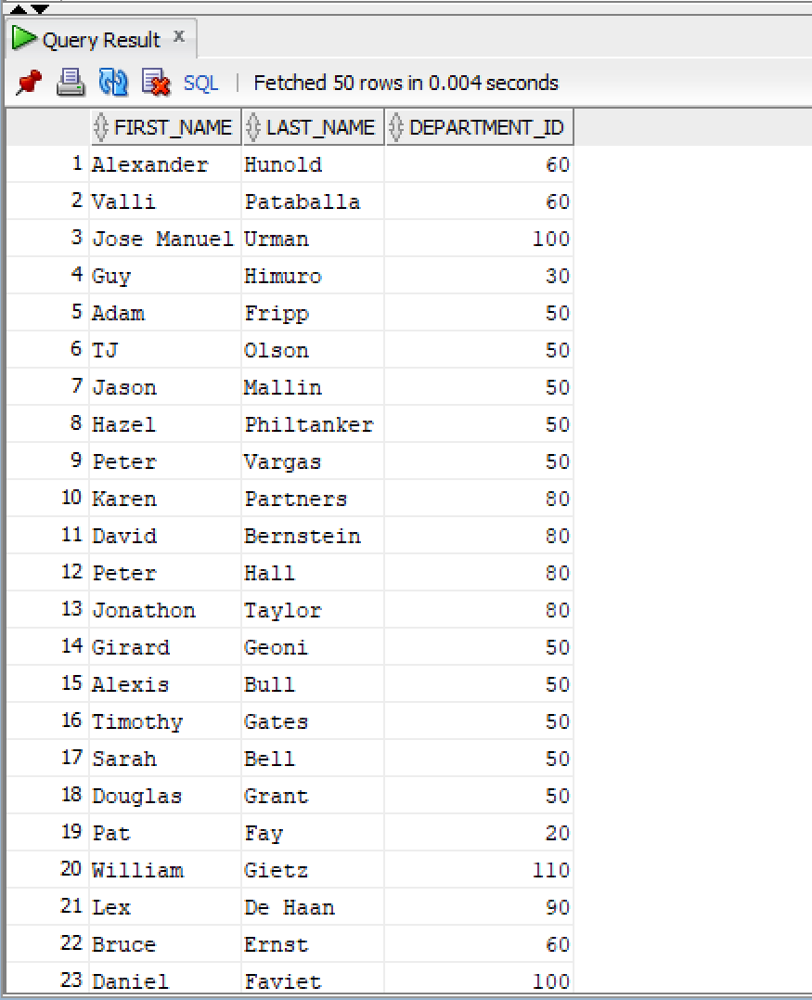 Query Result x
SQL | Fetched 50 rows in 0.004 seconds
FIRST_NAME LAST_NAME DEPARTMENT_ID
1 Alexander Hunold 60
2 Valli Pataballa 60
3 Jose Manuel Urman 100
4 Guy Himuro 30
5 Adam Fripp 50
6 TJ Olson 50
7 Jason Mallin 50
8 Hazel Philtanker 50
9 Peter Vargas 50
10 Karen Partners 80
11 David Bernstein 80
12 Peter Hall 80
13 Jonathon Taylor 80
14 Girard Geoni 50
15 Alexis Bull 50
16 Timothy Gates 50
17 Sarah Bell 50
18 Douglas Grant 50
19 Pat Fay 20
20 William Gietz 110
21 Lex De Haan 90
22 Bruce Ernst 60
23 Daniel Faviet 100